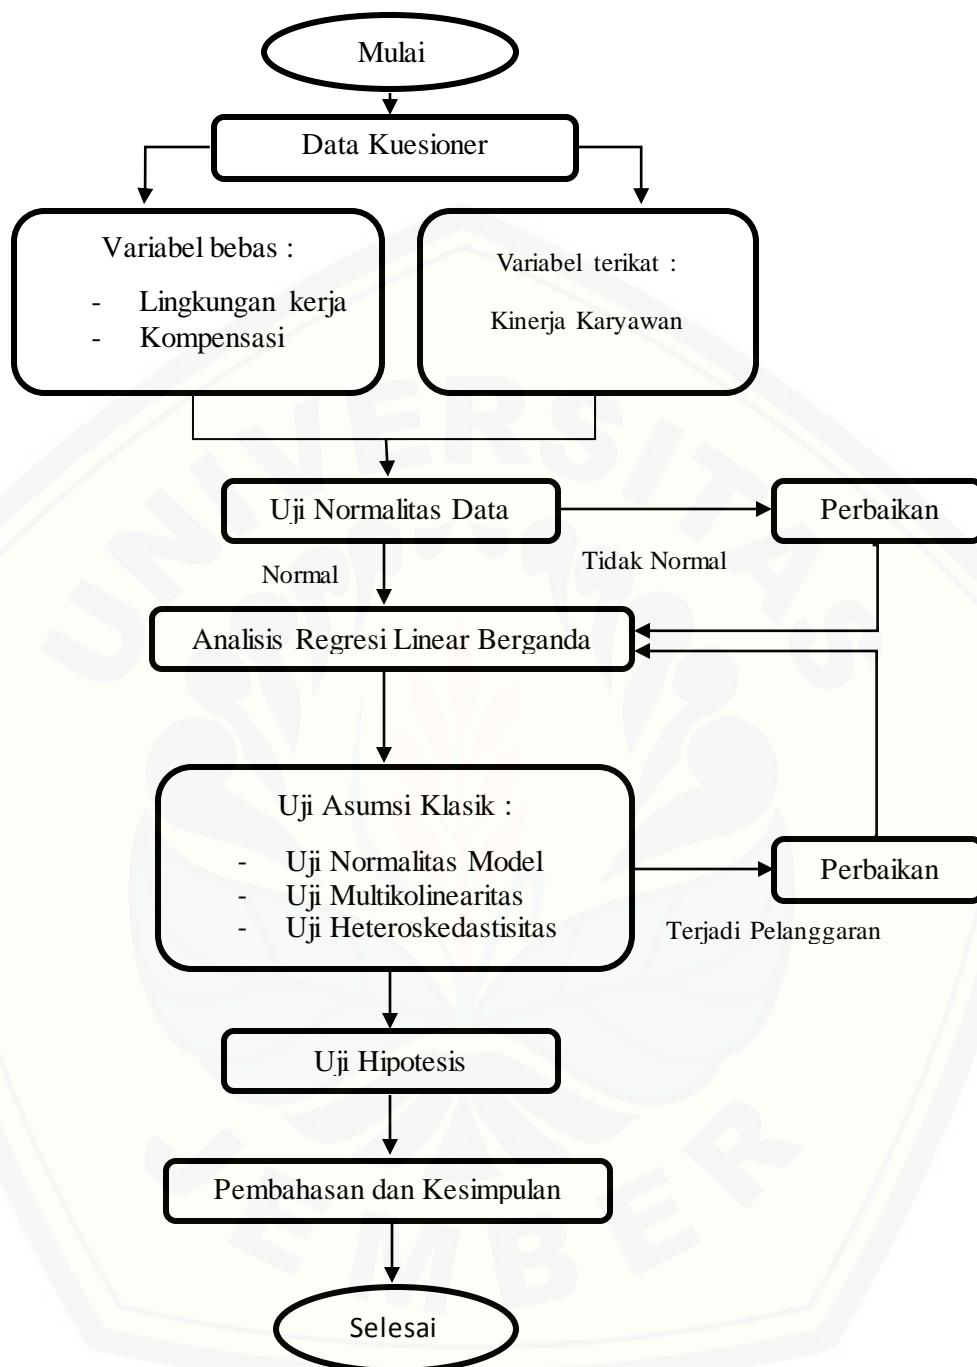 Mulai
Data Kuesioner
Variabel bebas :
- Lingkungan kerja
- Kompensasi
Variabel terikat :
Kinerja Karyawan
Uji Normalitas Data
Perbaikan
Normal
Tidak Normal
Analisis Regresi Linear Berganda
Uji Asumsi Klasik :
- Uji Normalitas Model
- Uji Multikolinearitas
- Uji Heteroskedastisitas
Perbaikan
Terjadi Pelanggaran
Uji Hipotesis
Pembahasan dan Kesimpulan
Selesai
UNIVERSITAS
JEMBER